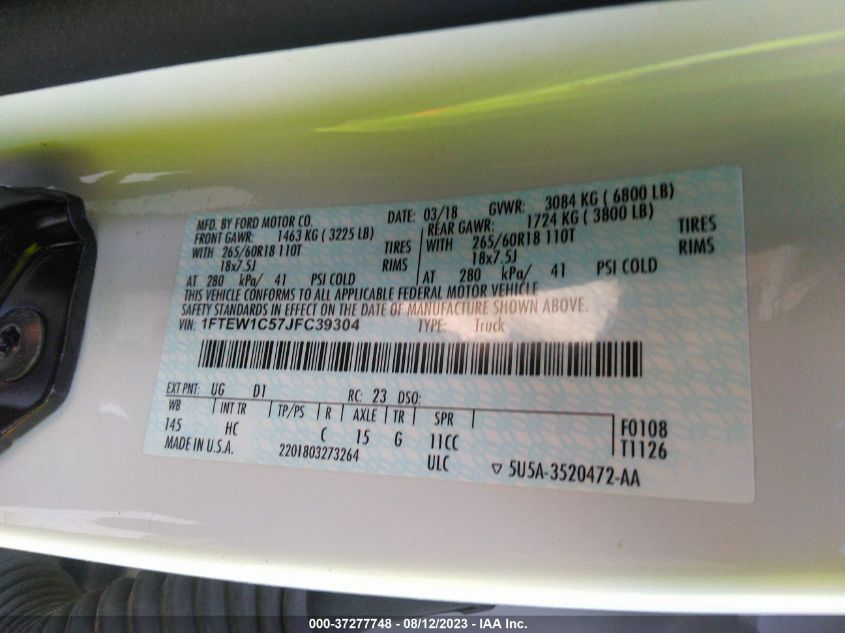 MFD. BY FORD MOTOR CO. DATE: 03/18 GVWR: 3084 KG ( 6800 LB)
FRONT GAWR: 1463 KG ( 3225 LB) REAR GAWR: 1724 KG ( 3800 LB)
WITH 265/60R18 110T TIRES WITH 265/60R18 110T TIRES
18x7.5J RIMS 18x7.5J RIMS
AT 280 kPa/ 41 PSI COLD AT 280 kPa/ 41 PSI COLD
THIS VEHICLE CONFORMS TO ALL APPLICABLE FEDERAL MOTOR VEHICLE
SAFETY STANDARDS IN EFFECT ON THE DATE OF MANUFACTURE SHOWN ABOVE.
VIN: 1FTEW1C57JFC39304 TYPE: Truck
EXT PNT: UG D1 RC: 23 DSO:
WB INT TR TP/PS R AXLE TR SPR
145 HC C 15 G 11CC F0108
MADE IN U.S.A. 2201803273264 ULC T1126
5U5A-3520472-AA
000-37277748 - 08/12/2023 - IAA Inc.